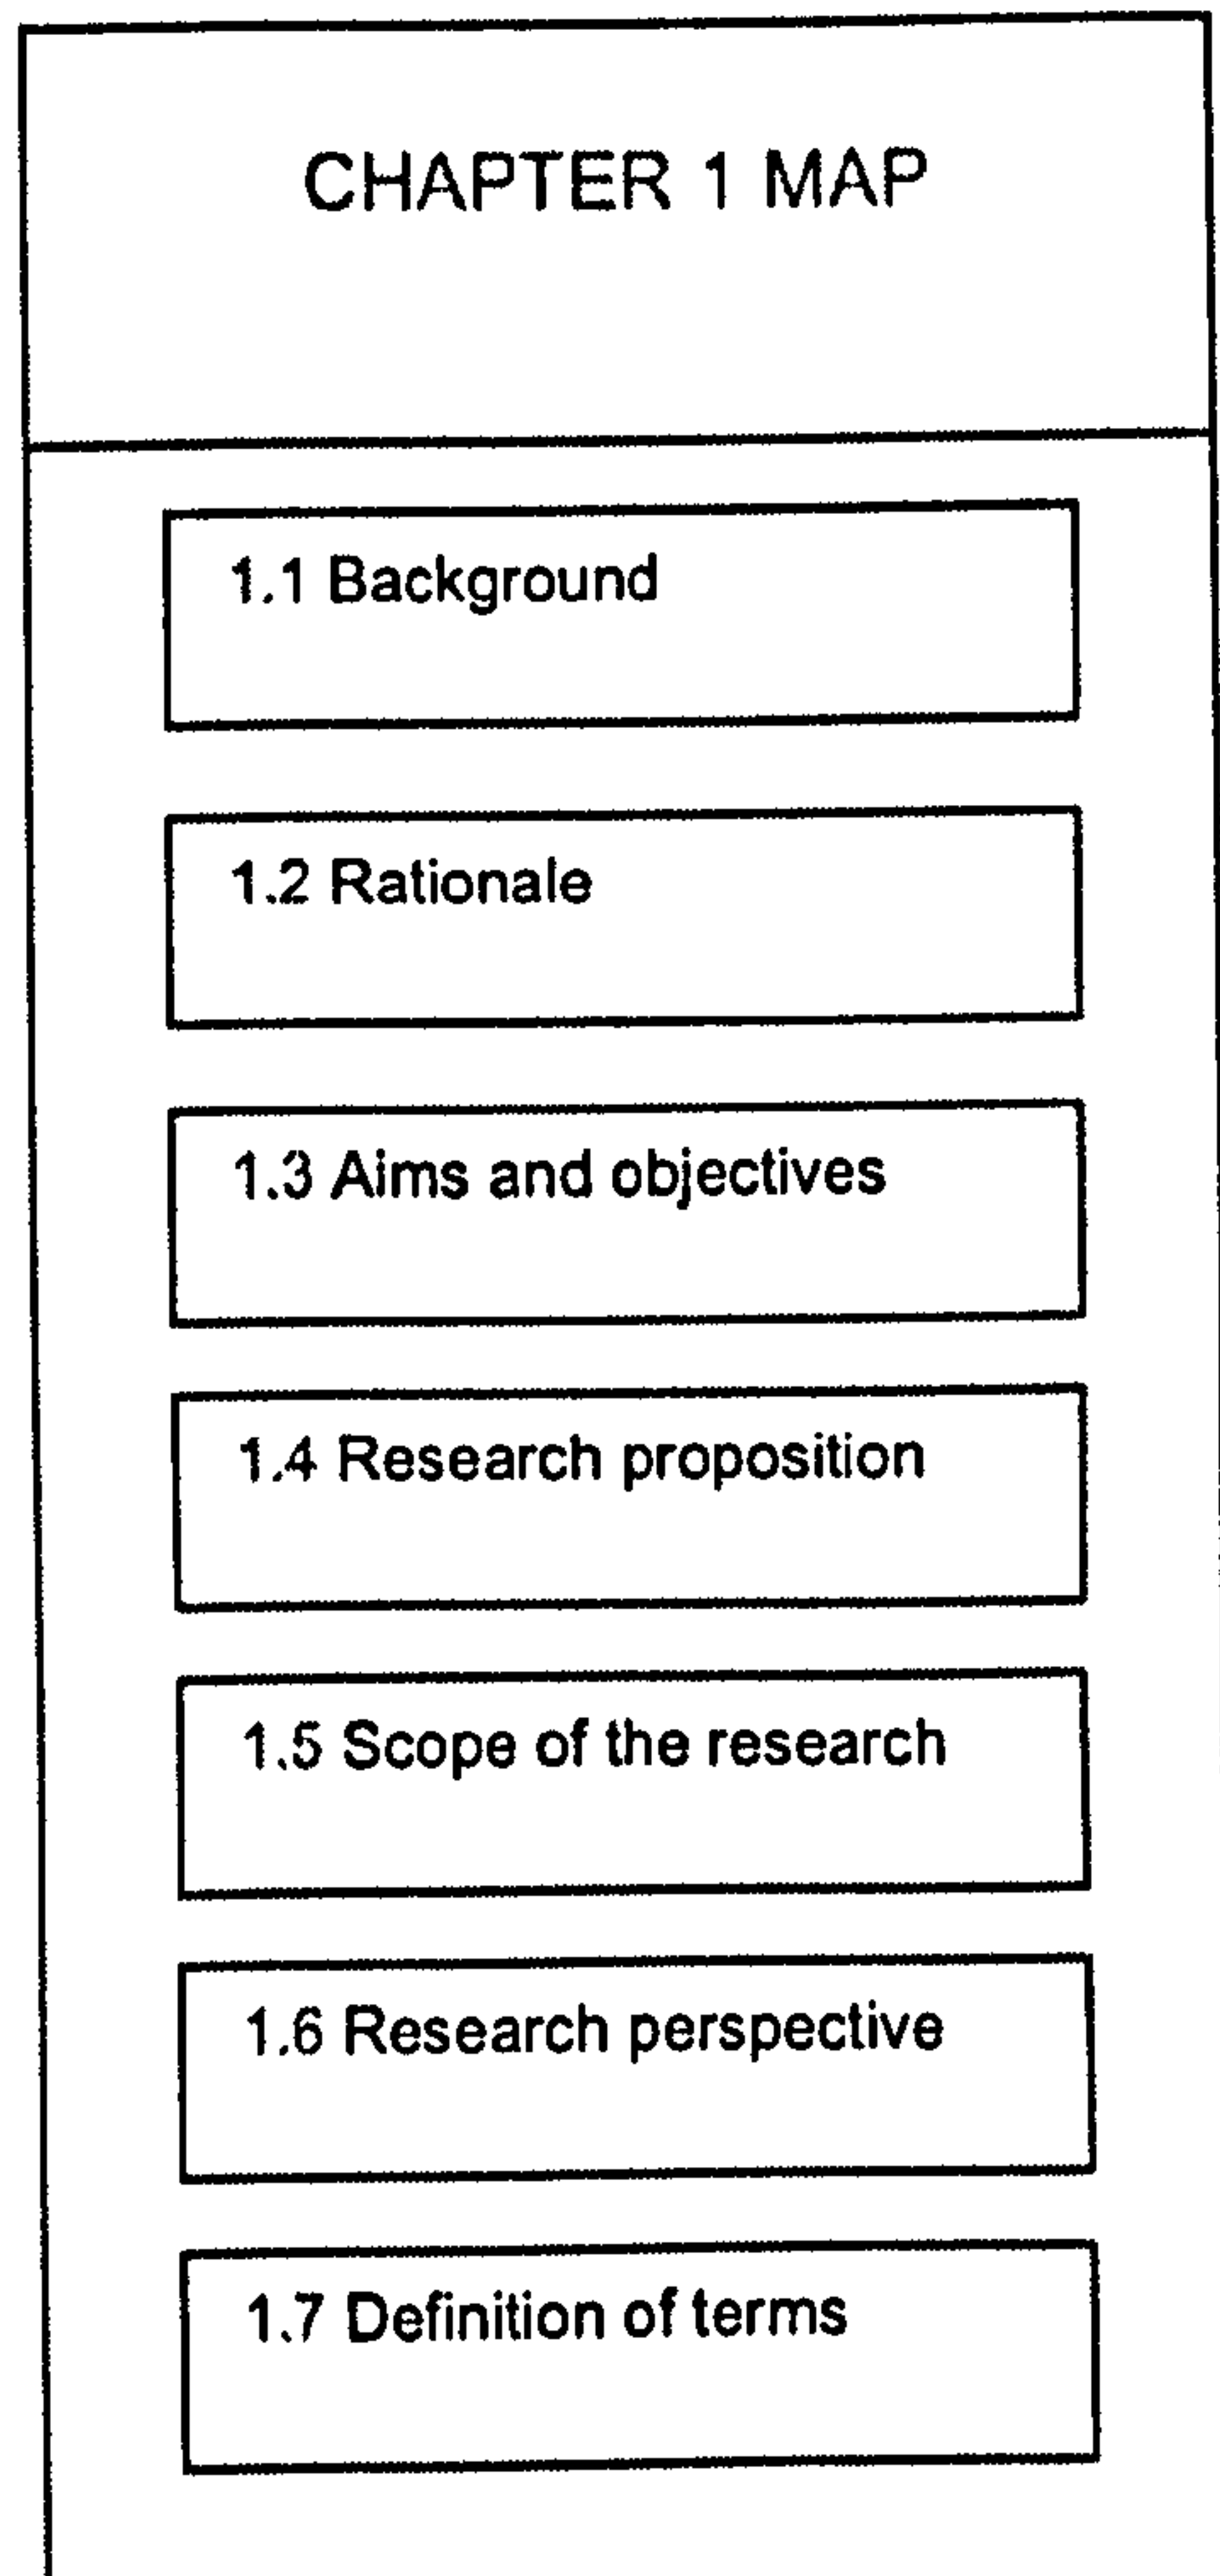 CHAPTER 1 MAP
1.1 Background
1.2 Rationale
1.3 Aims and objectives
1.4 Research proposition
1.5 Scope of the research
1.6 Research perspective
1.7 Definition of terms